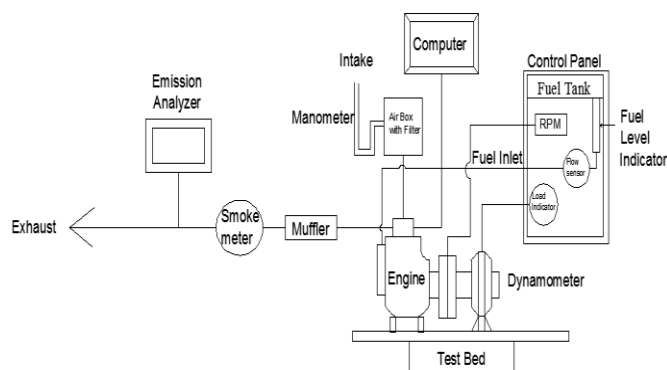 Computer
Intake
Control Panel
Emission
Analyzer
Fuel Tank
Manometer
Air Box
with Filter
RPM
Fuel
Level
Indicator
Fuel Inlet
Flow
sensor
Load
Indicator
Exhaust
Smoke
meter
Muffler
Engine
Dynamometer
Test Bed